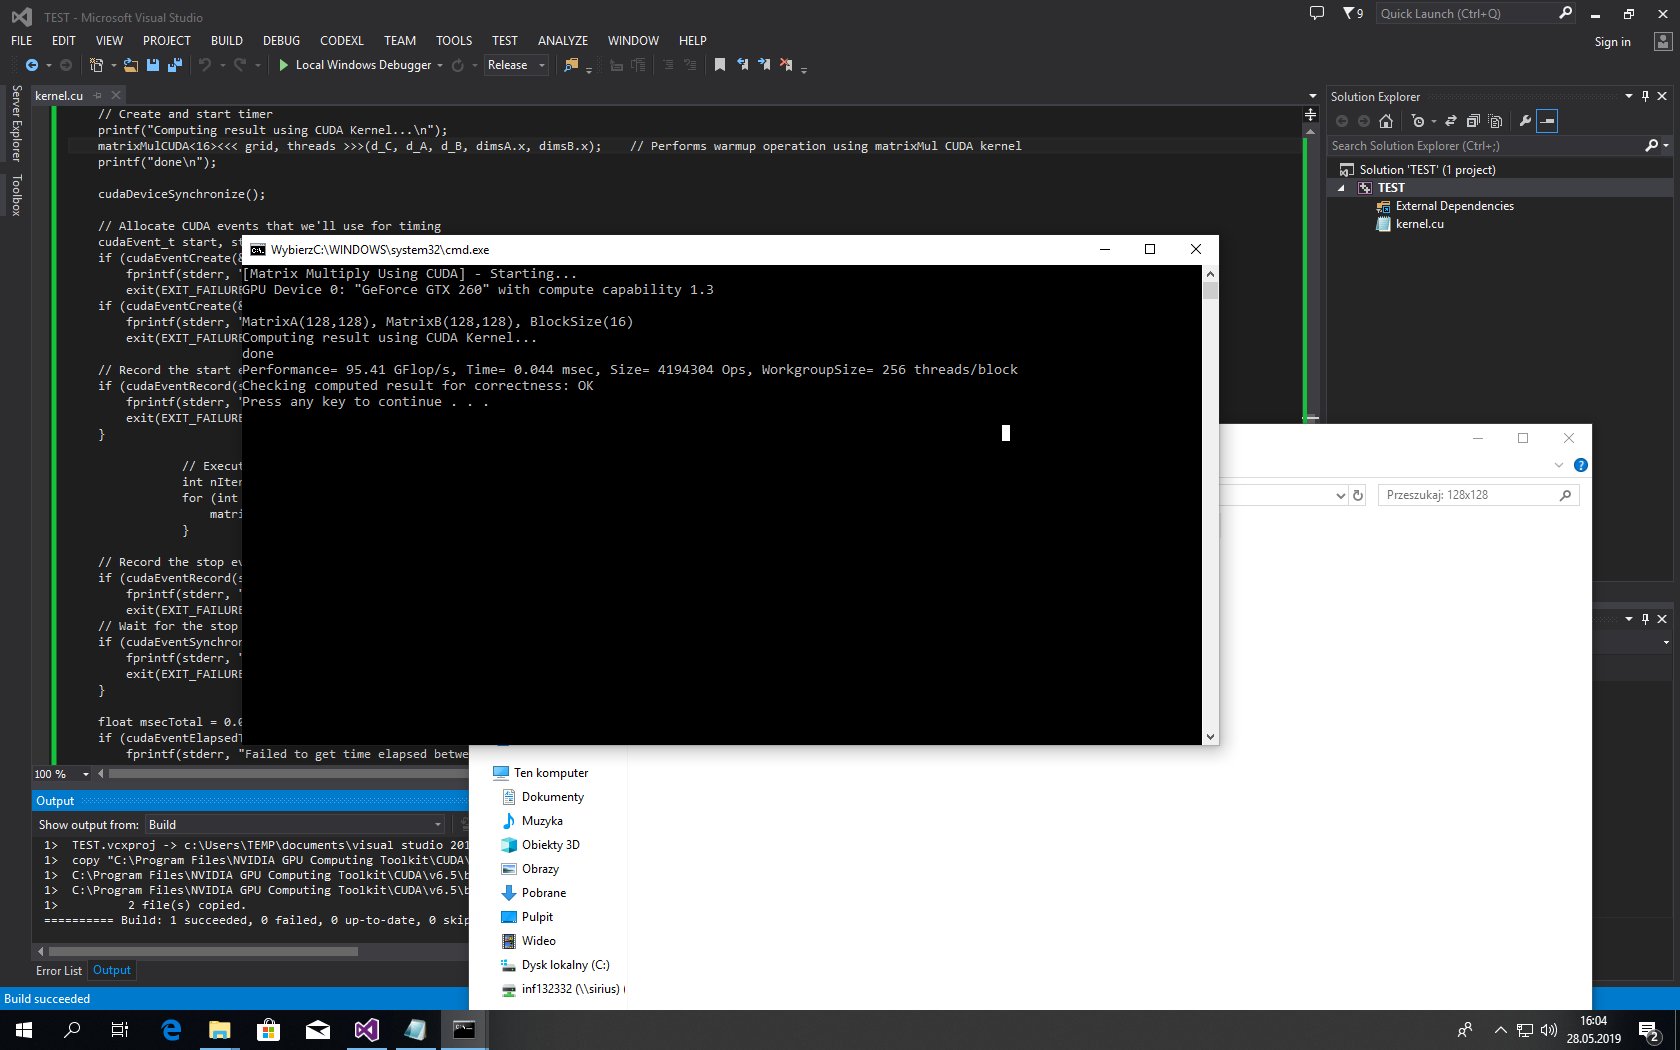 TEST - Microsoft Visual Studio
9
Quick Launch (Ctrl+Q)
FILE EDIT VIEW PROJECT BUILD DEBUG CODEXL TEAM TOOLS TEST ANALYZE WINDOW HELP
Sign in
Local Windows Debugger
Release
Server Explorer
Toolbox
kernel.cu
// Create and start timer
printf("Computing result using CUDA Kernel...\n");
matrixMulCUDA<16><<< grid, threads >>>(d_C, d_A, d_B, dimsA.x, dimsB.x);    // Performs warmup operation using matrixMul CUDA kernel
printf("done\n");
cudaDeviceSynchronize();
// Allocate CUDA events that we'll use for timing
cudaEvent_t start, st
if (cudaEventCreate(&
fprintf(stderr, "
exit(EXIT_FAILURE
if (cudaEventCreate(&
fprintf(stderr, "
exit(EXIT_FAILURE
// Record the start e
if (cudaEventRecord(s
fprintf(stderr, "
exit(EXIT_FAILURE
}
// Execut
int nIter
for (int
matri
}
// Record the stop ev
if (cudaEventRecord(s
fprintf(stderr, "
exit(EXIT_FAILURE
// Wait for the stop
if (cudaEventSynchron
fprintf(stderr, "
exit(EXIT_FAILURE
}
float msecTotal = 0.0
if (cudaEventElapsedT
fprintf(stderr, "Failed to get time elapsed betwe
100 %
WybierzC:\WINDOWS\system32\cmd.exe
[Matrix Multiply Using CUDA] - Starting...
GPU Device 0: "GeForce GTX 260" with compute capability 1.3
MatrixA(128,128), MatrixB(128,128), BlockSize(16)
Computing result using CUDA Kernel...
done
Performance= 95.41 GFlop/s, Time= 0.044 msec, Size= 4194304 Ops, WorkgroupSize= 256 threads/block
Checking computed result for correctness: OK
Press any key to continue . . .
Solution Explorer
Search Solution Explorer (Ctrl+;)
Solution 'TEST' (1 project)
TEST
External Dependencies
kernel.cu
Przeszukaj: 128x128
Ten komputer
Dokumenty
Muzyka
Obiekty 3D
Obrazy
Pobrane
Pulpit
Wideo
Dysk lokalny (C:)
inf132332 (\\sirius) (
Output
Show output from: Build
1>  TEST.vcxproj -> c:\Users\TEMP\documents\visual studio 201
1>  copy "C:\Program Files\NVIDIA GPU Computing Toolkit\CUDA\
1>  C:\Program Files\NVIDIA GPU Computing Toolkit\CUDA\v6.5\b
1>  C:\Program Files\NVIDIA GPU Computing Toolkit\CUDA\v6.5\b
1>          2 file(s) copied.
========== Build: 1 succeeded, 0 failed, 0 up-to-date, 0 skip
Error List Output
Build succeeded
16:04
28.05.2019
2